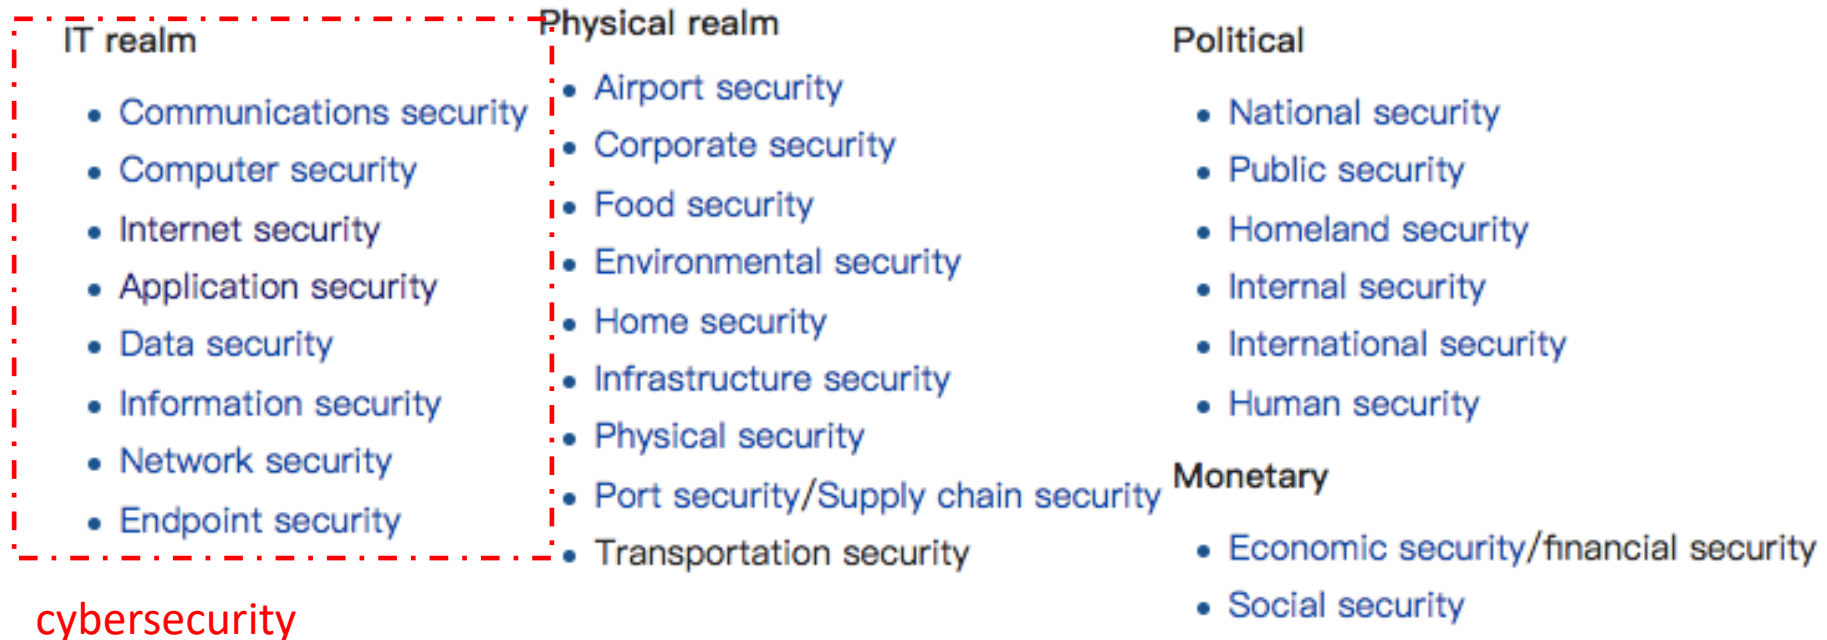 IT realm
• Communications security
• Computer security
• Internet security
• Application security
• Data security
• Information security
• Network security
• Endpoint security
cybersecurity
Physical realm
• Airport security
• Corporate security
• Food security
• Environmental security
• Home security
• Infrastructure security
• Physical security
• Port security/Supply chain security
• Transportation security
Political
• National security
• Public security
• Homeland security
• Internal security
• International security
• Human security
Monetary
• Economic security/financial security
• Social security